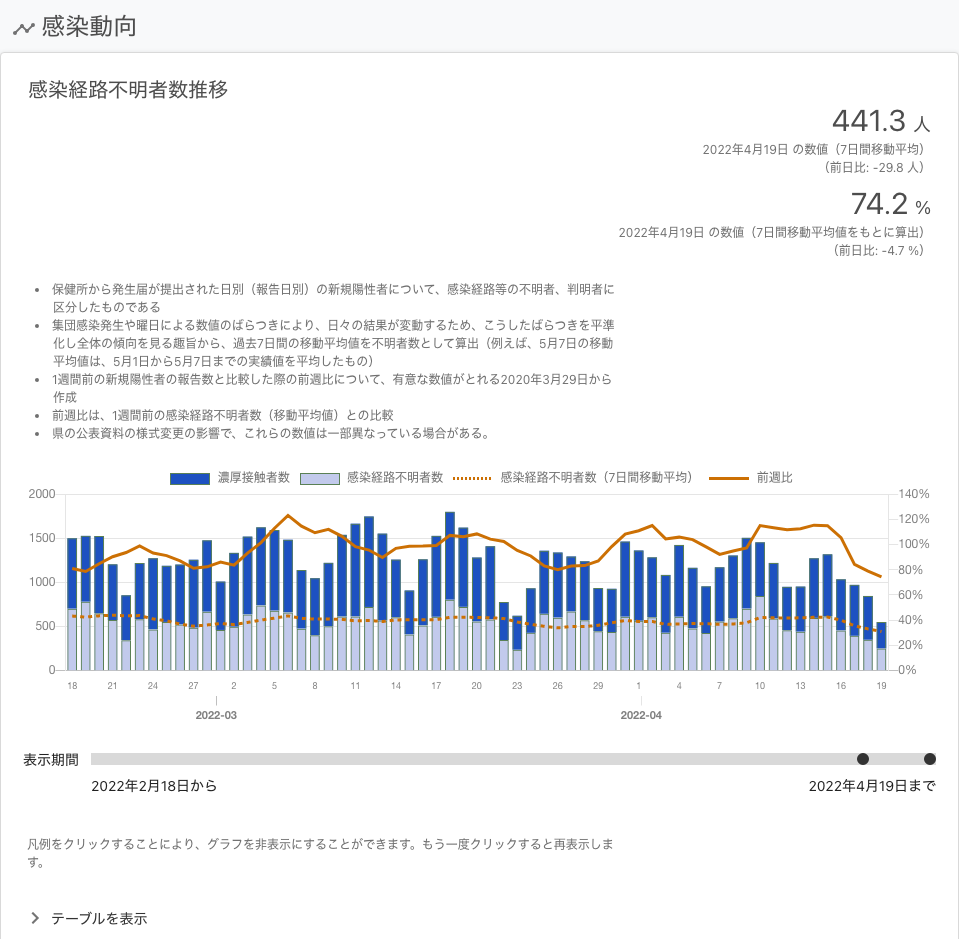 感染動向
感染経路不明者数推移
441.3 人
2022年4月19日 の数値（7日間移動平均）
（前日比: -29.8 人）
74.2 %
2022年4月19日 の数値（7日間移動平均値をもとに算出）
（前日比: -4.7 %）
• 保健所から発生届が提出された日別（報告日別）の新規陽性者について、感染経路等の不明者、判明者に
区分したものである
• 集団感染発生や曜日による数値のばらつきにより、日々の結果が変動するため、こうしたばらつきを平準
化し全体の傾向を見る趣旨から、過去7日間の移動平均値を不明者数として算出（例えば、5月7日の移動
平均値は、5月1日から5月7日までの実績値を平均したもの）
• 1週間前の新規陽性者の報告数と比較した際の前週比について、有意な数値がとれる2020年3月29日から
作成
• 前週比は、1週間前の感染経路不明者数（移動平均値）との比較
• 県の公表資料の様式変更の影響で、これらの数値は一部異なっている場合がある。
濃厚接触者数 感染経路不明者数 感染経路不明者数（7日間移動平均） 前週比
2000 140%
120%
1500 100%
1000 80%
60%
500 40%
20%
0 0%
18 21 24 27 2 5 8 11 14 17 20 23 26 29 1 4 7 10 13 16 19
2022-03 2022-04
表示期間
2022年2月18日から 2022年4月19日まで
凡例をクリックすることにより、グラフを非表示にすることができます。もう一度クリックすると再表示しま
す。
テーブルを表示